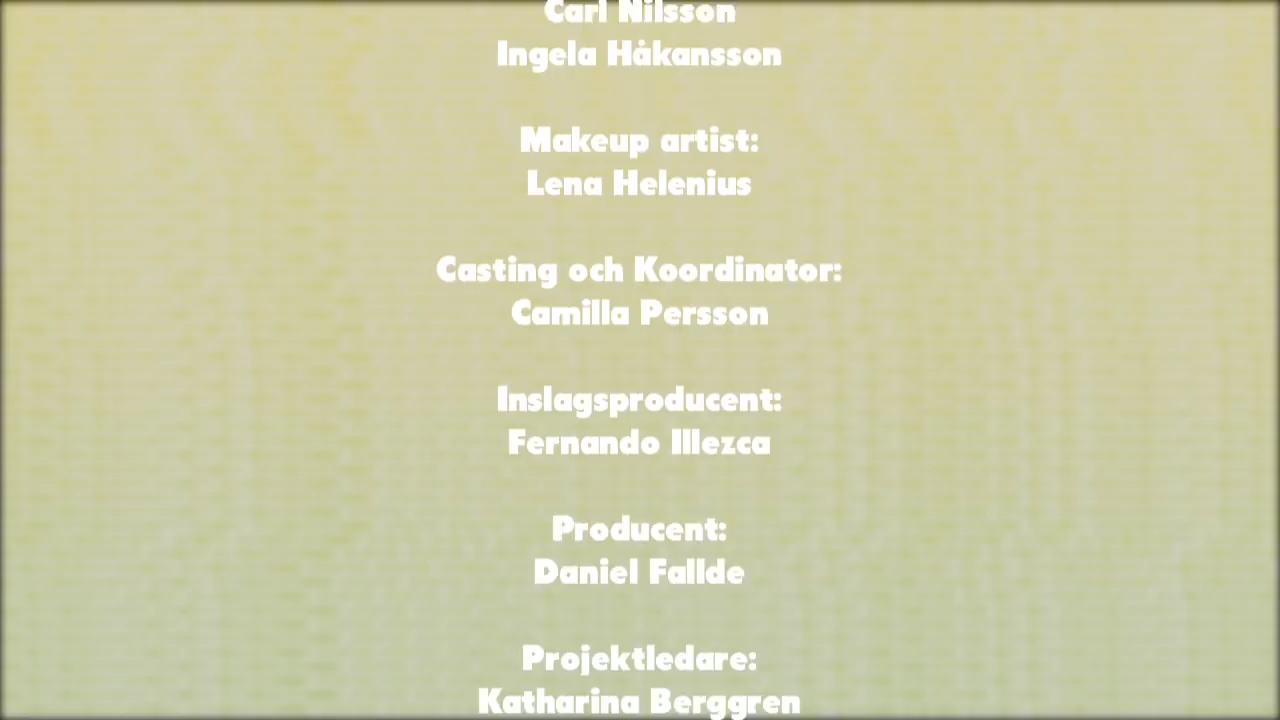 Carl Nilsson
Ingela Håkansson
Makeup artist:
Lena Helenius
Casting och Koordinator:
Camilla Persson
Inslagsproducent:
Fernando Illezca
Producent:
Daniel Fallde
Projektledare:
Katharina Berggren